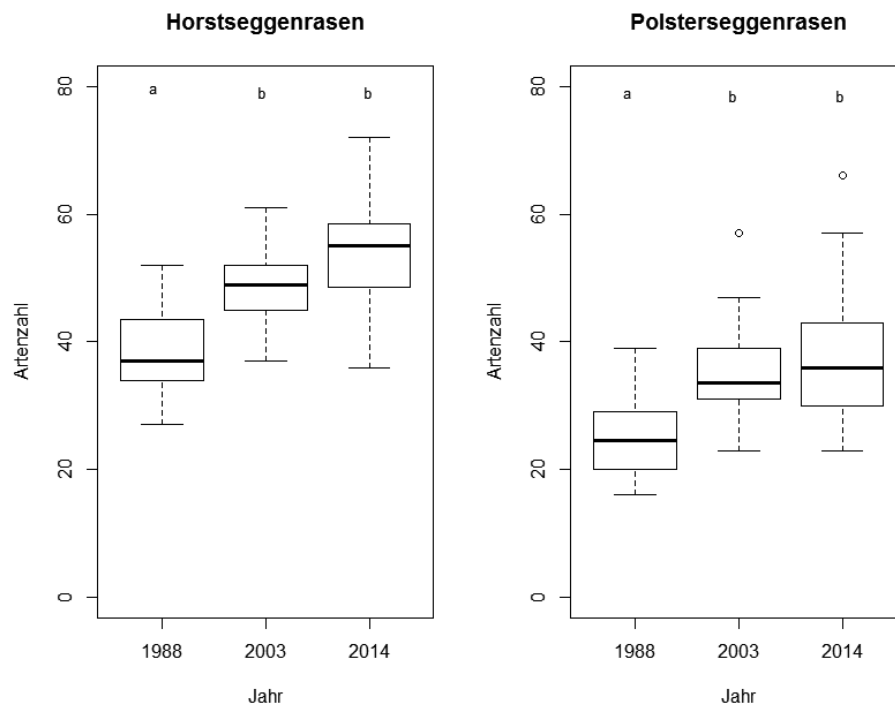 Horstseggenrasen
a
b
b
Artenzahl
80
60
40
20
0
1988
2003
2014
Jahr
Polsterseggenrasen
a
b
b
Artenzahl
80
60
40
20
0
1988
2003
2014
Jahr